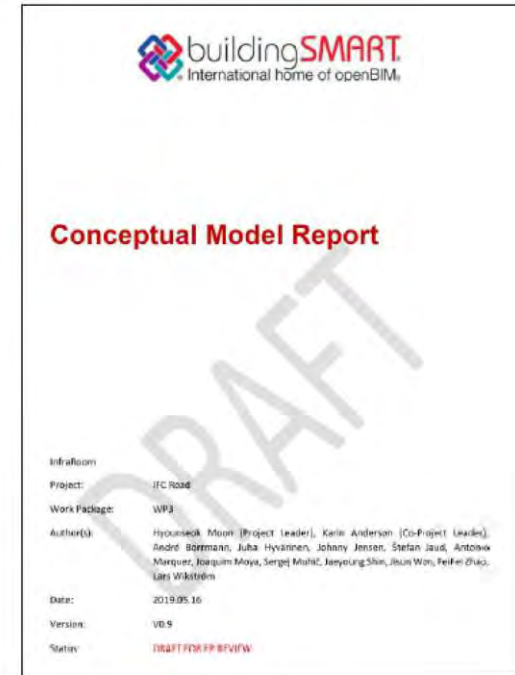 buildingSMART®
International home of openBIM®
Conceptual Model Report
DRAFT
InfraRoom
Project: IFC Road
Work Package: WP3
Author(s): Hyounseok Moon (Project Leader), Karin Anderson (Co-Project Leader),
André Borrmann, Juha Hyvärinen, Johnny Jensen, Štefan Jaud, Antonio
Marquez, Joaquim Moya, Sergej Muhič, Jaeyoung Shin, Jisun Won, FeiFei Zhao,
Lars Wikström
Date: 2019.05.16
Version: V0.9
Status: DRAFT FOR EP REVIEW